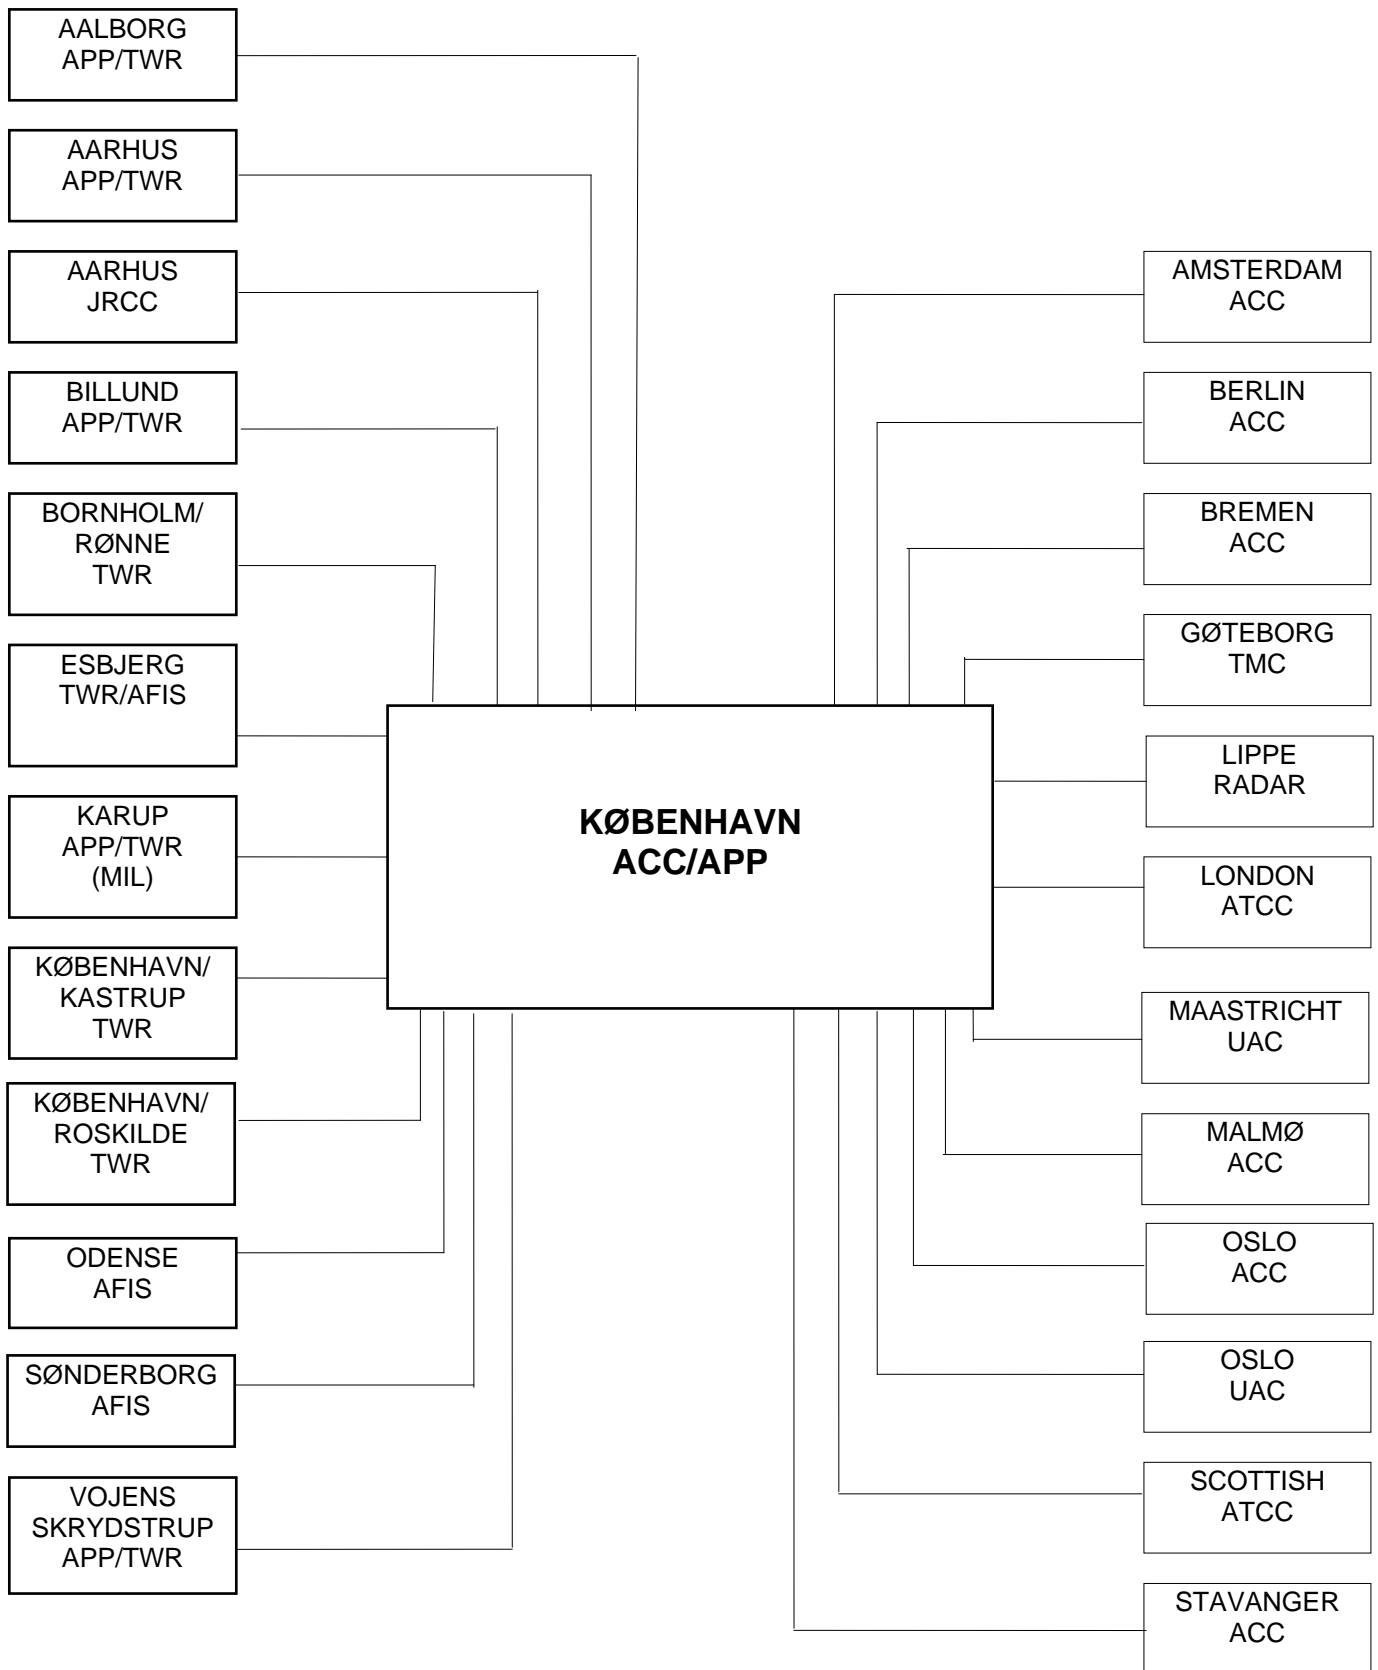 AALBORG
APP/TWR
AARHUS
APP/TWR
AARHUS
JRCC
BILLUND
APP/TWR
BORNHOLM/
RØNNE
TWR
ESBJERG
TWR/AFIS
KARUP
APP/TWR
(MIL)
KØBENHAVN/
KASTRUP
TWR
KØBENHAVN/
ROSKILDE
TWR
ODENSE
AFIS
SØNDERBORG
AFIS
VOJENS
SKRYDSTRUP
APP/TWR
KØBENHAVN
ACC/APP
AMSTERDAM
ACC
BERLIN
ACC
BREMEN
ACC
GØTEBORG
TMC
LIPPE
RADAR
LONDON
ATCC
MAASTRICHT
UAC
MALMØ
ACC
OSLO
ACC
OSLO
UAC
SCOTTISH
ATCC
STAVANGER
ACC